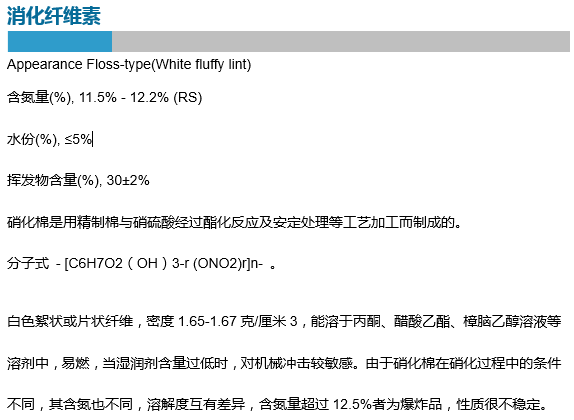 消化纤维素
Appearance Floss-type(White fluffy lint)
含氮量(%), 11.5% - 12.2% (RS)
水份(%), ≤5%
挥发物含量(%), 30±2%
硝化棉是用精制棉与硝硫酸经过酯化反应及安定处理等工艺加工而制成的。
分子式 - [C6H7O2（OH）3-r (ONO2)r]n- 。
白色絮状或片状纤维，密度 1.65-1.67 克/厘米 3，能溶于丙酮、醋酸乙酯、樟脑乙醇溶液等
溶剂中，易燃，当湿润剂含量过低时，对机械冲击较敏感。由于硝化棉在硝化过程中的条件
不同，其含氮也不同，溶解度互有差异，含氮量超过 12.5%者为爆炸品，性质很不稳定。